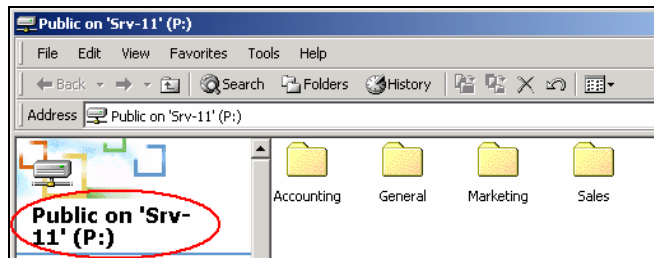 Public on 'Srv-11' (P:)
File Edit View Favorites Tools Help
Back Search Folders History
Address Public on 'Srv-11' (P:)
Accounting General Marketing Sales
Public on 'Srv-
11' (P:)